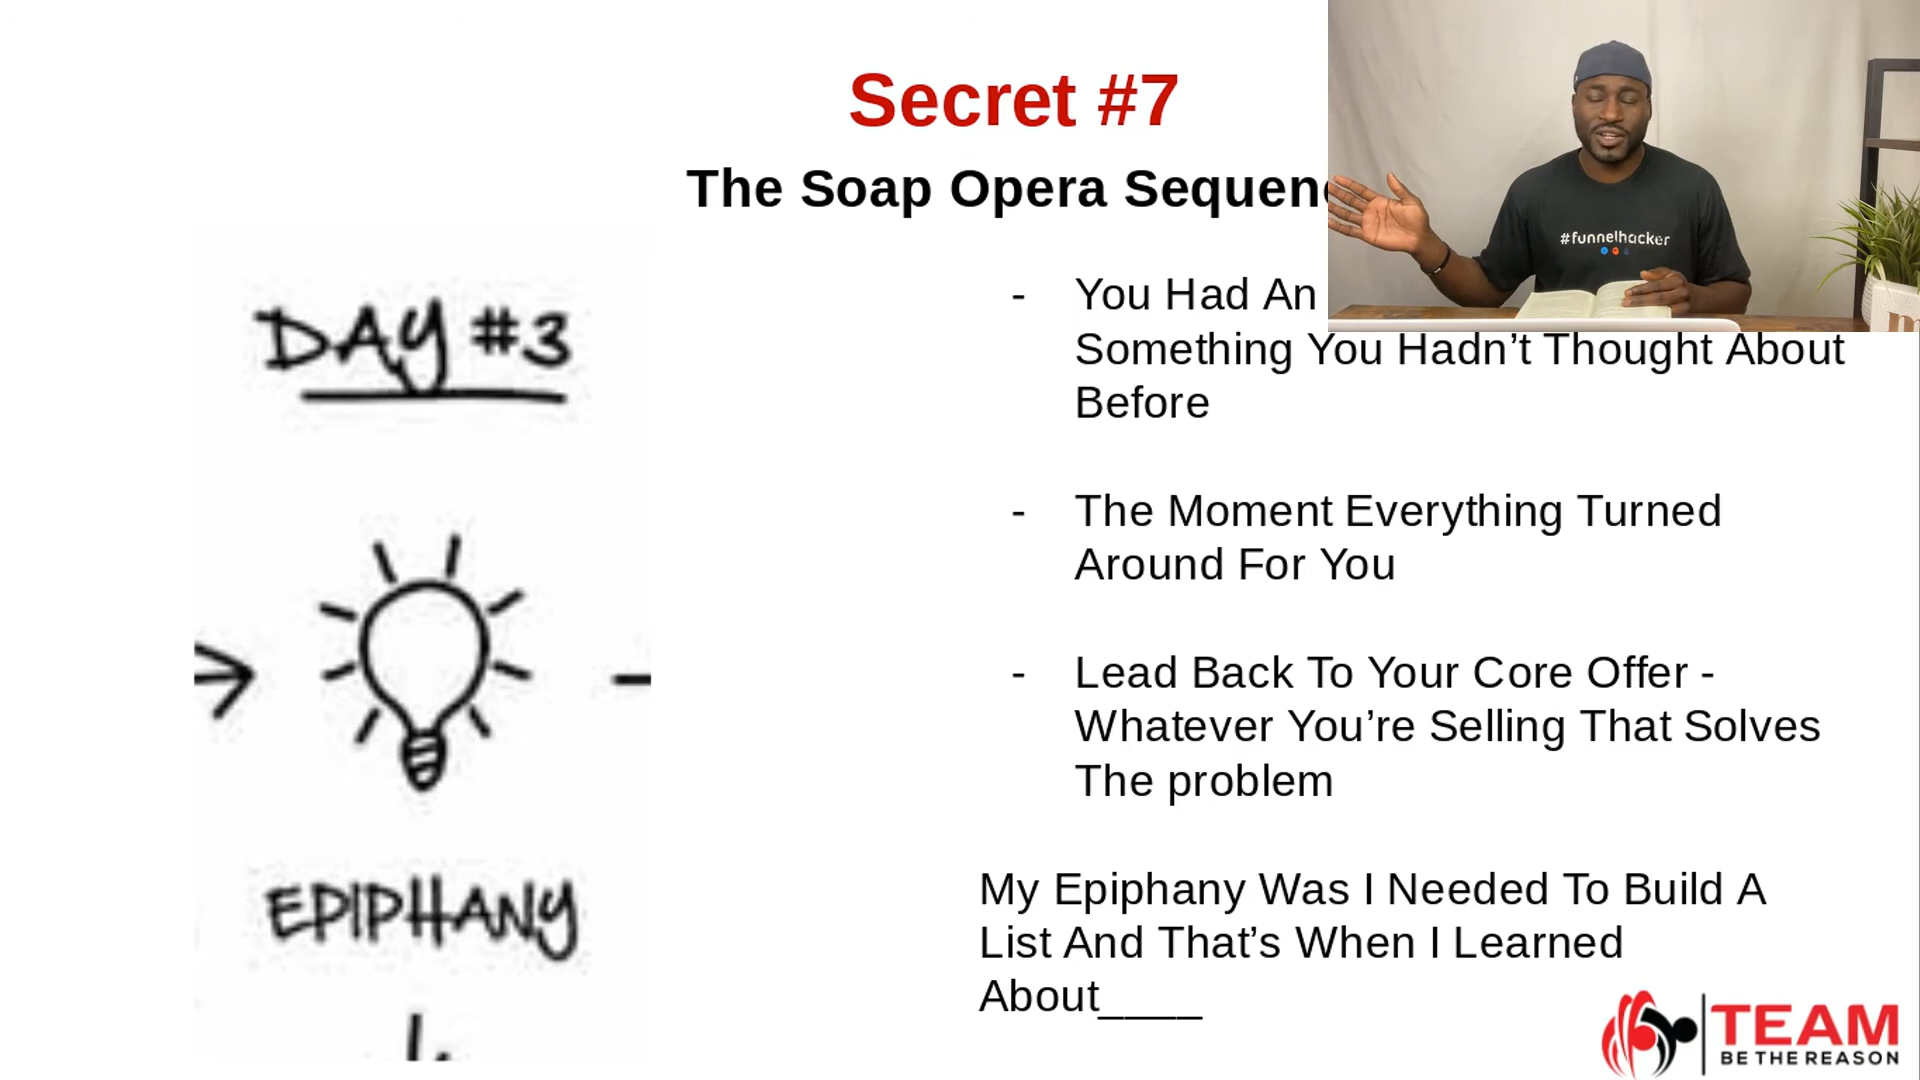 Secret #7
The Soap Opera
DAY #3
- You Had An
Something You Hadn’t Thought About
Before
- The Moment Everything Turned
Around For You
- Lead Back To Your Core Offer -
Whatever You’re Selling That Solves
The problem
EPIPHANY
My Epiphany Was I Needed To Build A
List And That’s When I Learned
About____
#funnelhacker
TEAM
BE THE REASON